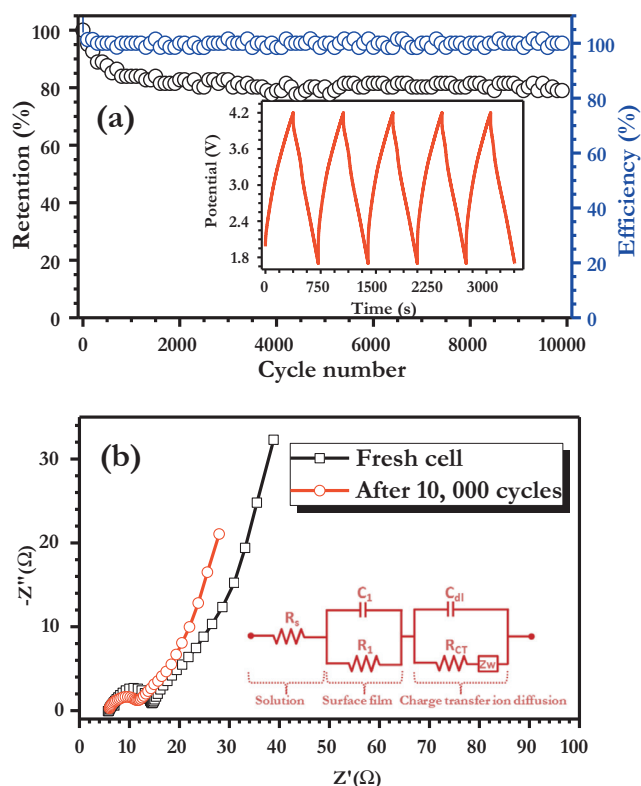 100
80
60
40
20
0
Retention (%)
(a)
4.2
3.6
3.0
2.4
1.8
Potential (V)
0 750 1500 2250 3000
Time (s)
100
80
60
40
20
0
Efficiency (%)
0 2000 4000 6000 8000 10000
Cycle number
(b)
30
20
10
0
-Z"(Ω)
Fresh cell
After 10, 000 cycles
C1 Cdl
Rs
R1 RCT Zw
Solution Surface film Charge transfer ion diffusion
0 10 20 30 40 50 60 70 80 90 100
Z'(Ω)